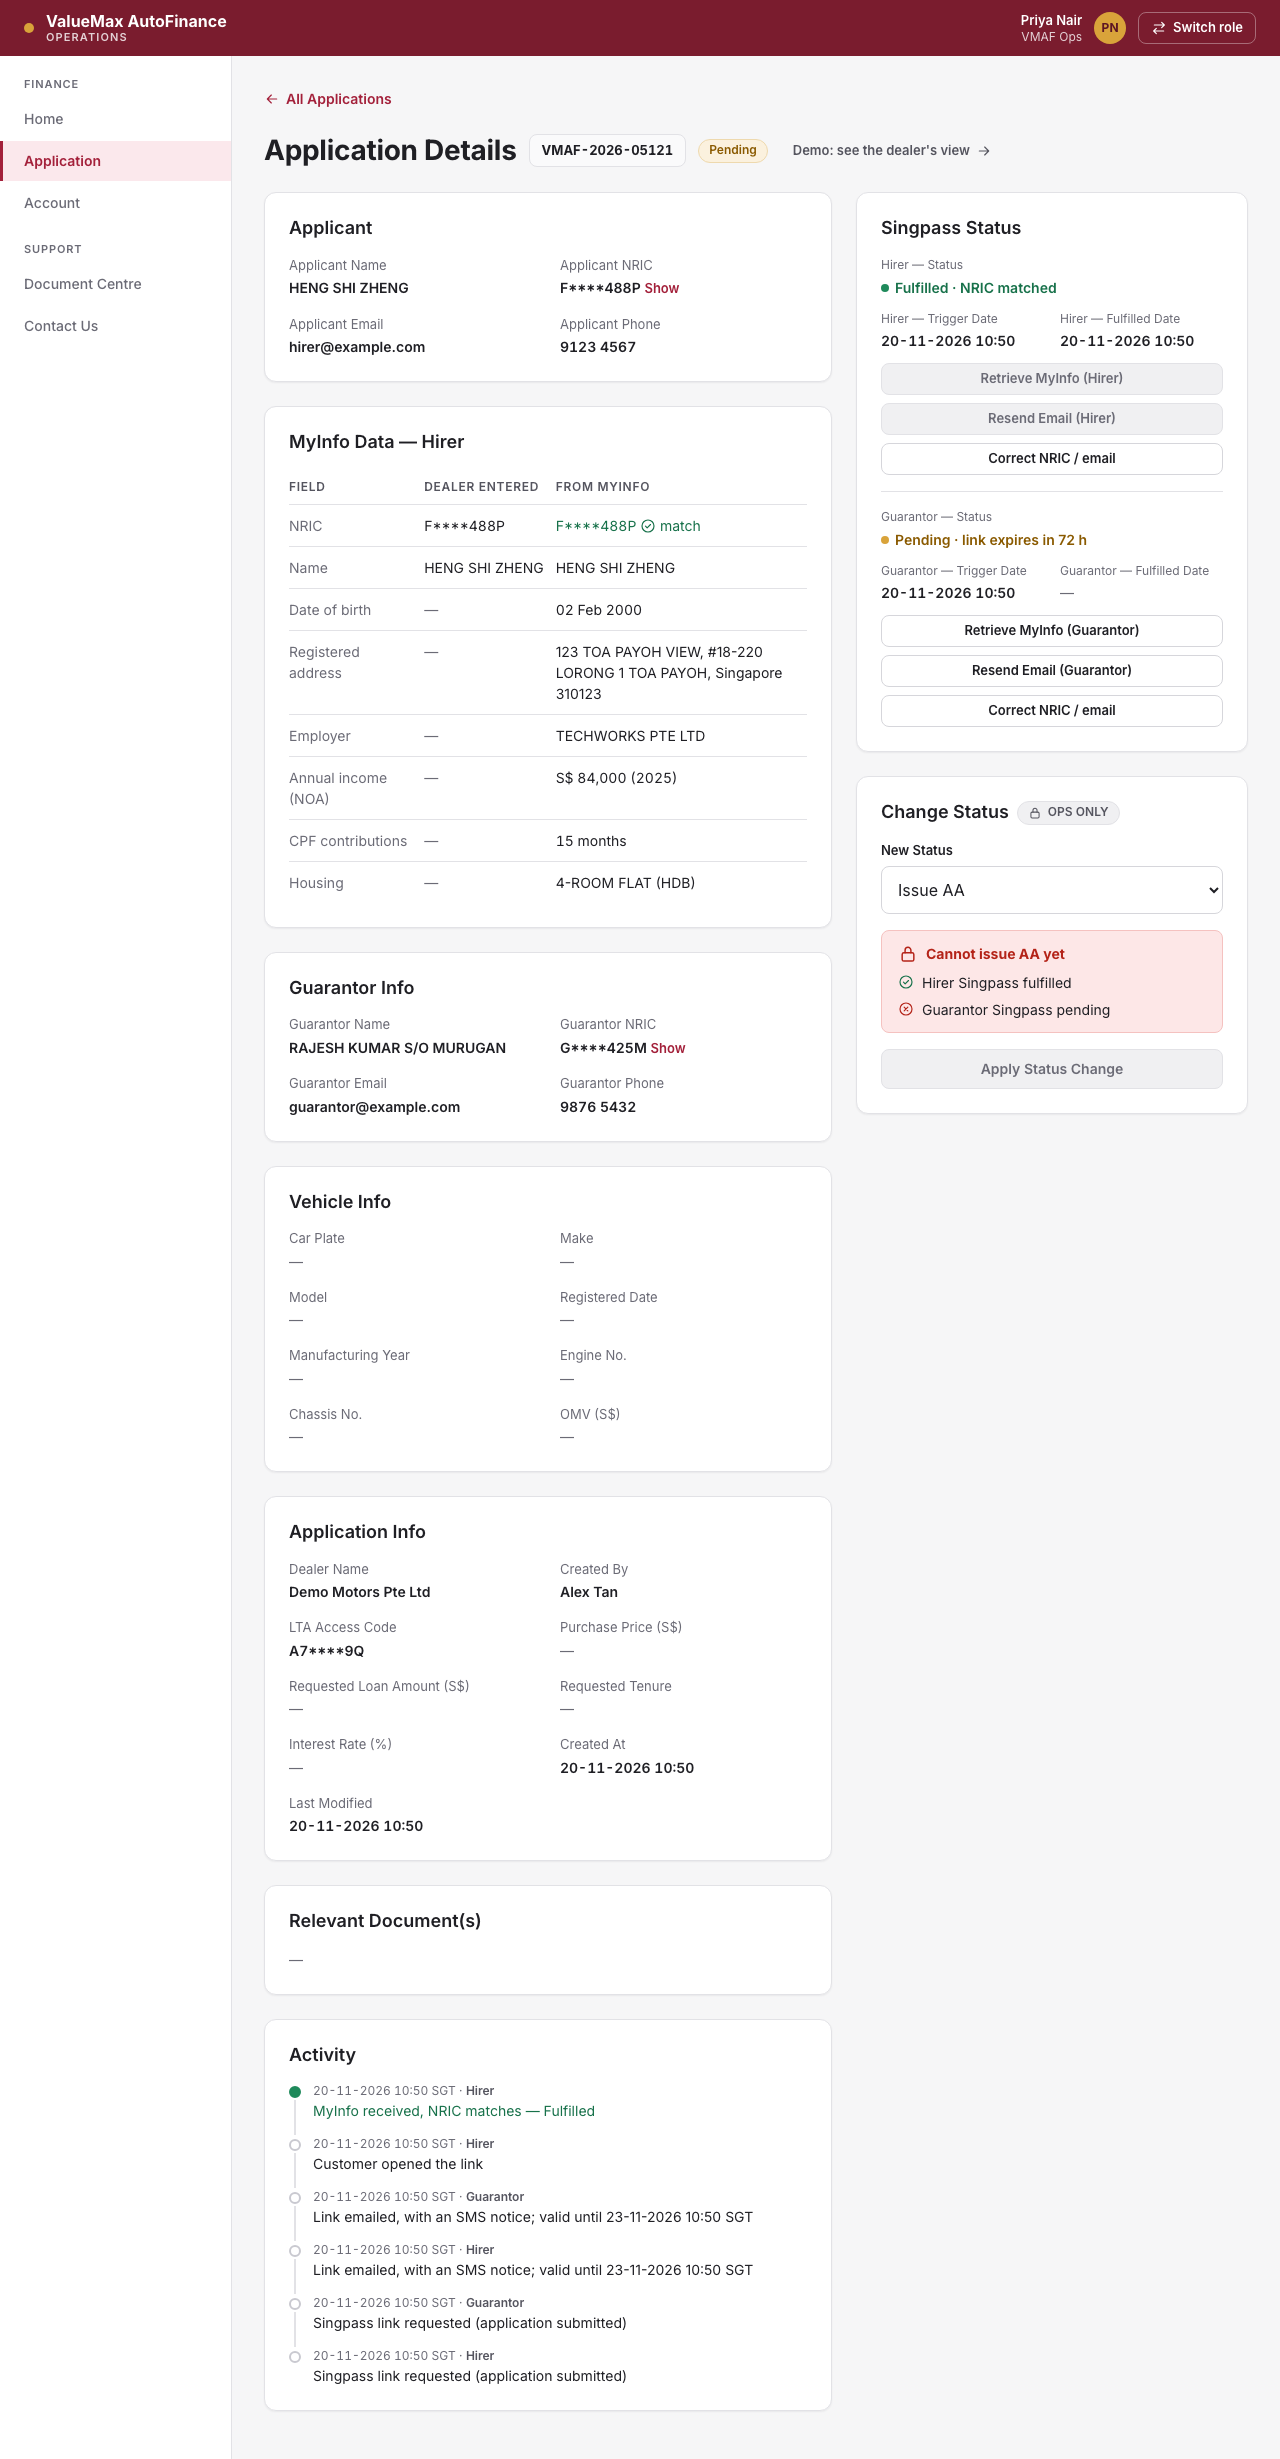 ValueMax AutoFinance
OPERATIONS
Priya Nair
VMAF Ops
PN
Switch role
FINANCE
Home
Application
Account
SUPPORT
Document Centre
Contact Us
← All Applications
Application Details
VMAF-2026-05121
Pending
Demo: see the dealer's view →
Applicant
Applicant Name
HENG SHI ZHENG
Applicant NRIC
F****488P Show
Applicant Email
hirer@example.com
Applicant Phone
9123 4567
MyInfo Data — Hirer
FIELD DEALER ENTERED FROM MYINFO
NRIC F****488P F****488P match
Name HENG SHI ZHENG HENG SHI ZHENG
Date of birth — 02 Feb 2000
Registered address — 123 TOA PAYOH VIEW, #18-220
LORONG 1 TOA PAYOH, Singapore
310123
Employer — TECHWORKS PTE LTD
Annual income (NOA) — S$ 84,000 (2025)
CPF contributions — 15 months
Housing — 4-ROOM FLAT (HDB)
Guarantor Info
Guarantor Name
RAJESH KUMAR S/O MURUGAN
Guarantor NRIC
G****425M Show
Guarantor Email
guarantor@example.com
Guarantor Phone
9876 5432
Vehicle Info
Car Plate
—
Make
—
Model
—
Registered Date
—
Manufacturing Year
—
Engine No.
—
Chassis No.
—
OMV (S$)
—
Application Info
Dealer Name
Demo Motors Pte Ltd
Created By
Alex Tan
LTA Access Code
A7****9Q
Purchase Price (S$)
—
Requested Loan Amount (S$)
—
Requested Tenure
—
Interest Rate (%)
—
Created At
20-11-2026 10:50
Last Modified
20-11-2026 10:50
Relevant Document(s)
—
Activity
20-11-2026 10:50 SGT · Hirer
MyInfo received, NRIC matches — Fulfilled
20-11-2026 10:50 SGT · Hirer
Customer opened the link
20-11-2026 10:50 SGT · Guarantor
Link emailed, with an SMS notice; valid until 23-11-2026 10:50 SGT
20-11-2026 10:50 SGT · Hirer
Link emailed, with an SMS notice; valid until 23-11-2026 10:50 SGT
20-11-2026 10:50 SGT · Guarantor
Singpass link requested (application submitted)
20-11-2026 10:50 SGT · Hirer
Singpass link requested (application submitted)
Singpass Status
Hirer — Status
Fulfilled · NRIC matched
Hirer — Trigger Date
20-11-2026 10:50
Hirer — Fulfilled Date
20-11-2026 10:50
Retrieve MyInfo (Hirer)
Resend Email (Hirer)
Correct NRIC / email
Guarantor — Status
Pending · link expires in 72 h
Guarantor — Trigger Date
20-11-2026 10:50
Guarantor — Fulfilled Date
—
Retrieve MyInfo (Guarantor)
Resend Email (Guarantor)
Correct NRIC / email
Change Status
OPS ONLY
New Status
Issue AA
Cannot issue AA yet
Hirer Singpass fulfilled
Guarantor Singpass pending
Apply Status Change